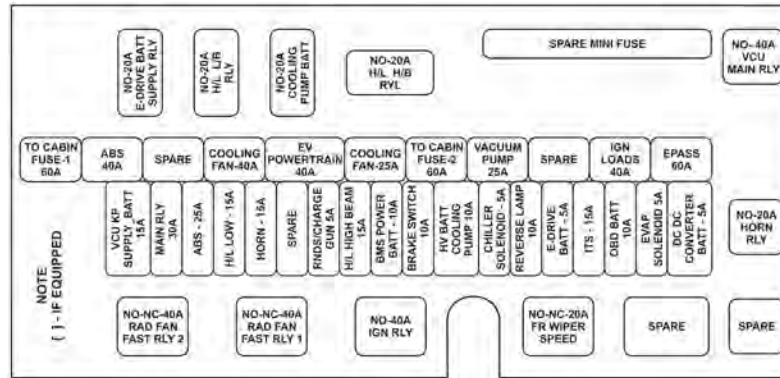 NO-20A
E-DRIVE BATT
SUPPLY RLY
NO-20A
H/L L/B
RLY
NO-20A
COOLING
PUMP BATT
NO-20A
H/L H/B
RYL
SPARE MINI FUSE
NO-40A
VCU
MAIN RLY
TO CABIN
FUSE-1
60A
ABS
40A
SPARE
COOLING
FAN-40A
EV
POWERTRAIN
40A
COOLING
FAN-25A
TO CABIN
FUSE-2
60A
VACUUM
PUMP
25A
SPARE
IGN
LOADS
40A
EPASS
60A
VCU KP
SUPPLY_BATT
15A
MAIN RLY
30A
ABS - 25A
H/L LOW - 15A
HORN - 15A
SPARE
RNDS/CHARGE
GUN 5A
H/L HIGH BEAM
- 15A
BMS POWER
BATT - 10A
BRAKE SWITCH
10A
HV BATT
COOLING
PUMP 10A
CHILLER
SOLENOID - 5A
REVERSE LAMP
10A
E-DRIVE
BATT - 5A
TTS - 15A
OBD BATT
10A
EVAP
SOLENOID 5A
DC DC
CONVERTER
BATT - 5A
NO-20A
HORN
RLY
NOTE
{ } - IF EQUIPPED
NO-NC-40A
RAD FAN
FAST RLY 2
NO-NC-40A
RAD FAN
FAST RLY 1
NO-40A
IGN RLY
NO-NC-20A
FR WIPER
SPEED
SPARE
SPARE